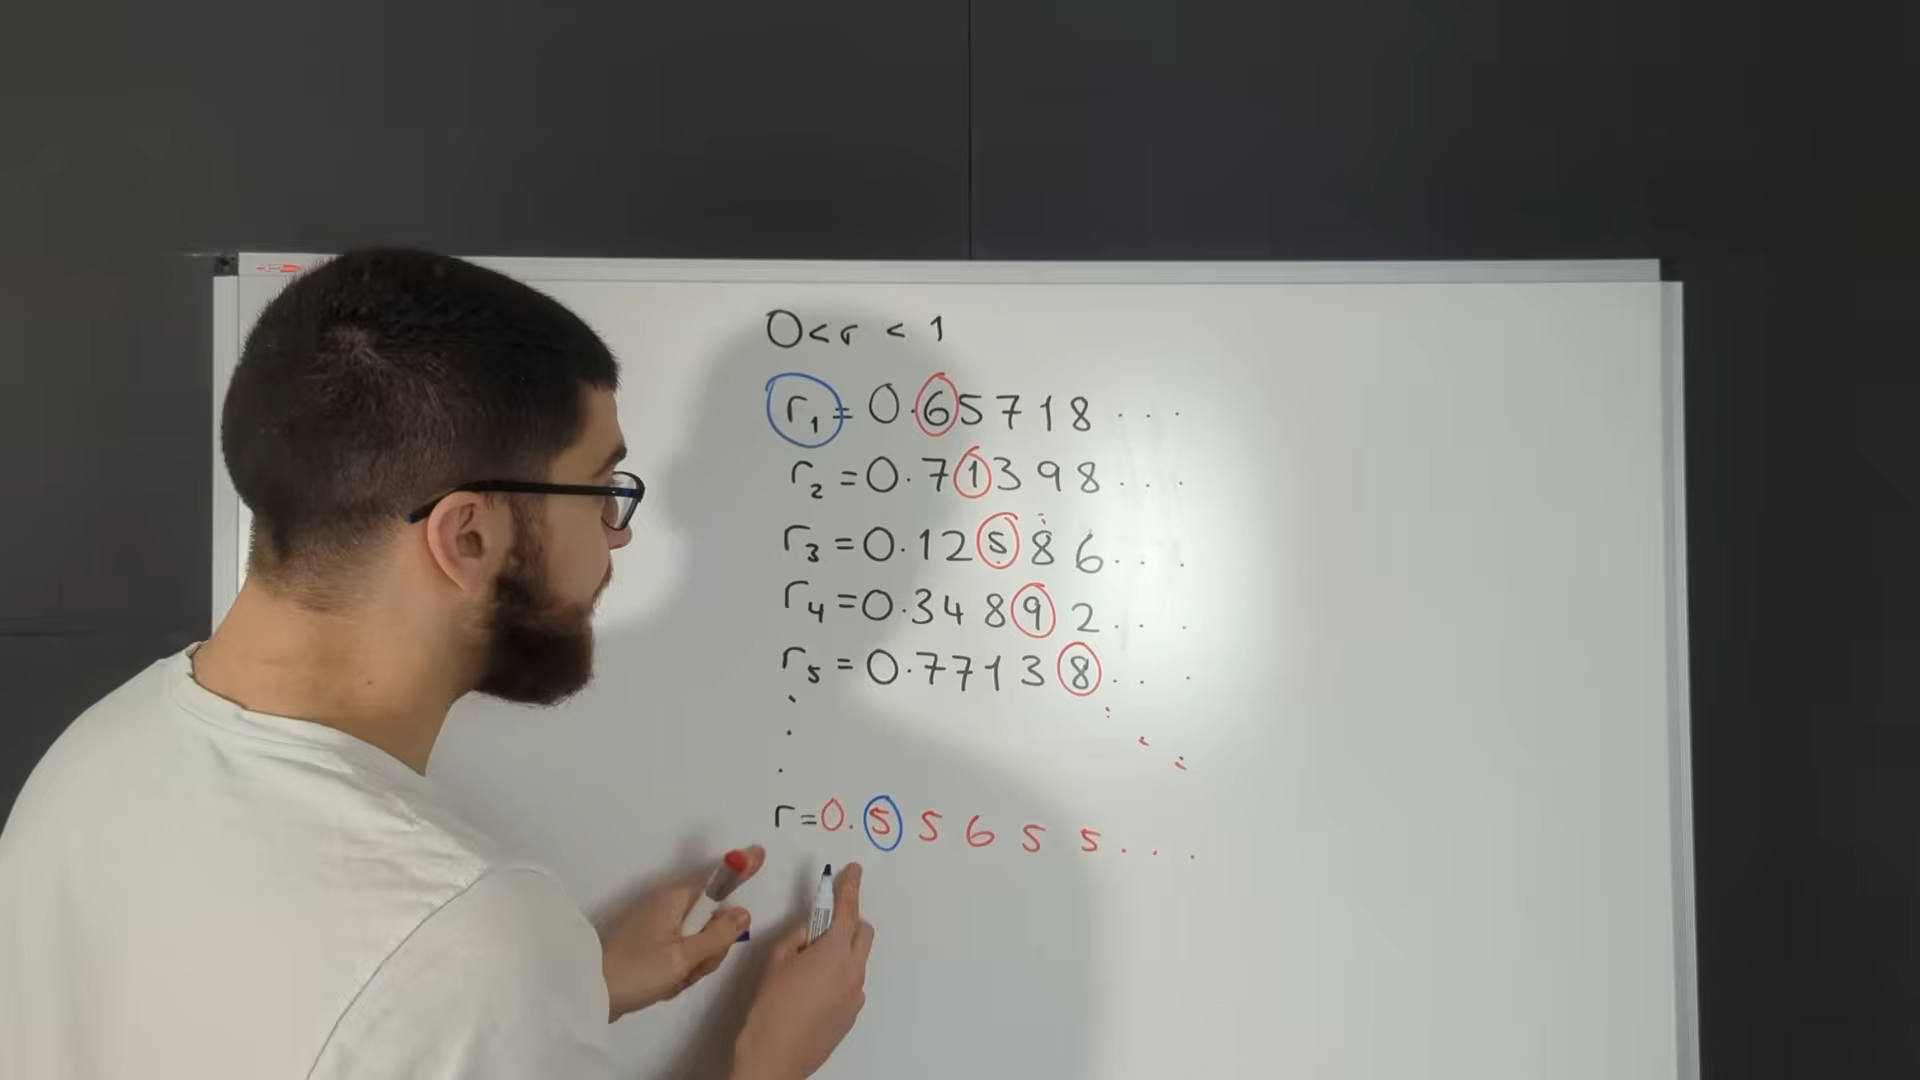 0 < r < 1
r₁ = 0.65718 ...
r₂ = 0.71398 ...
r₃ = 0.12586 ...
r₄ = 0.34892 ...
r₅ = 0.77138 ...
r = 0.55655 ...